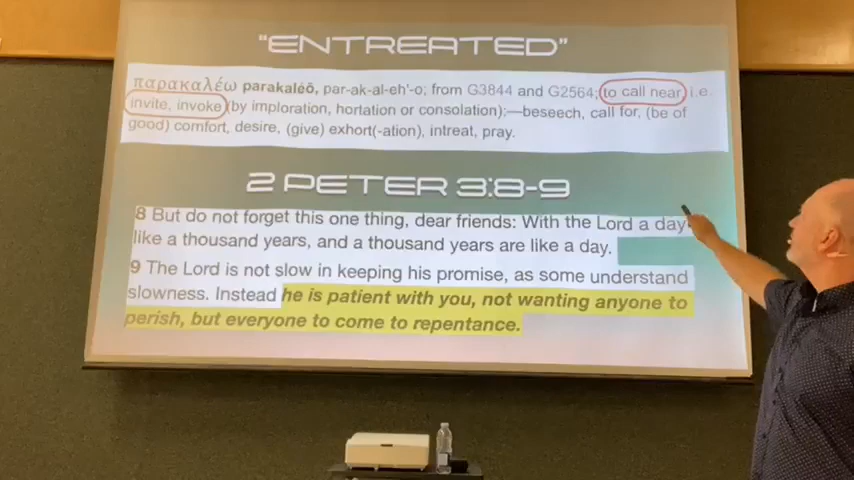 "ENTREATED"
παρακαλέω parakaléō, par-ak-al-eh'-o; from G3844 and G2564; to call near, i.e.
invite, invoke (by imploration, hortation or consolation);—beseech, call for, (be of
good) comfort, desire, (give) exhort(-ation), intreat, pray.
2 PETER 3:8-9
8 But do not forget this one thing, dear friends: With the Lord a day
like a thousand years, and a thousand years are like a day.
9 The Lord is not slow in keeping his promise, as some understand
slowness. Instead he is patient with you, not wanting anyone to
perish, but everyone to come to repentance.